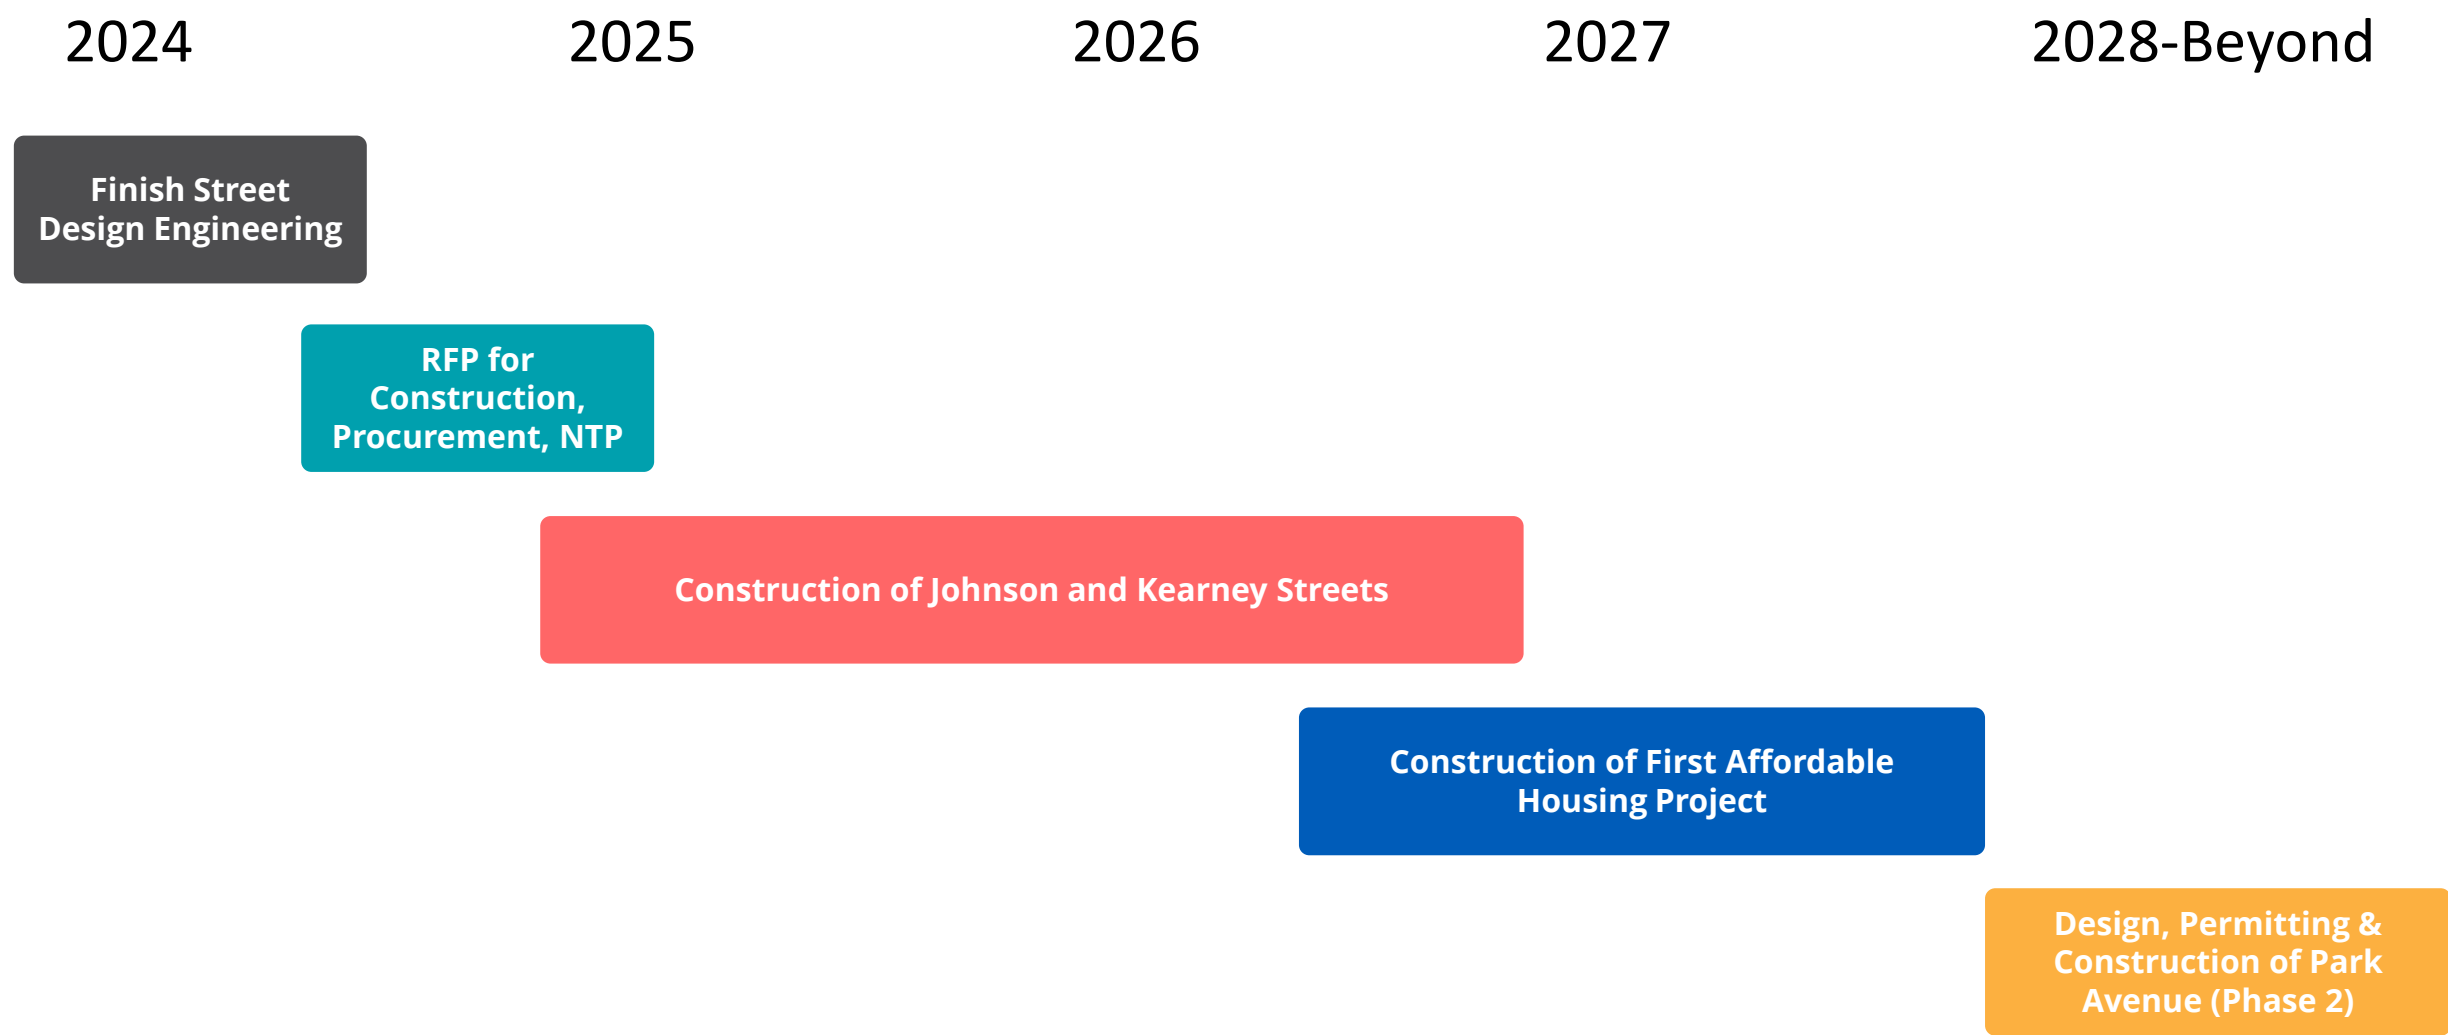 2024 2025 2026 2027 2028-Beyond
Finish Street
Design Engineering
RFP for
Construction,
Procurement, NTP
Construction of Johnson and Kearney Streets
Construction of First Affordable
Housing Project
Design, Permitting &
Construction of Park
Avenue (Phase 2)